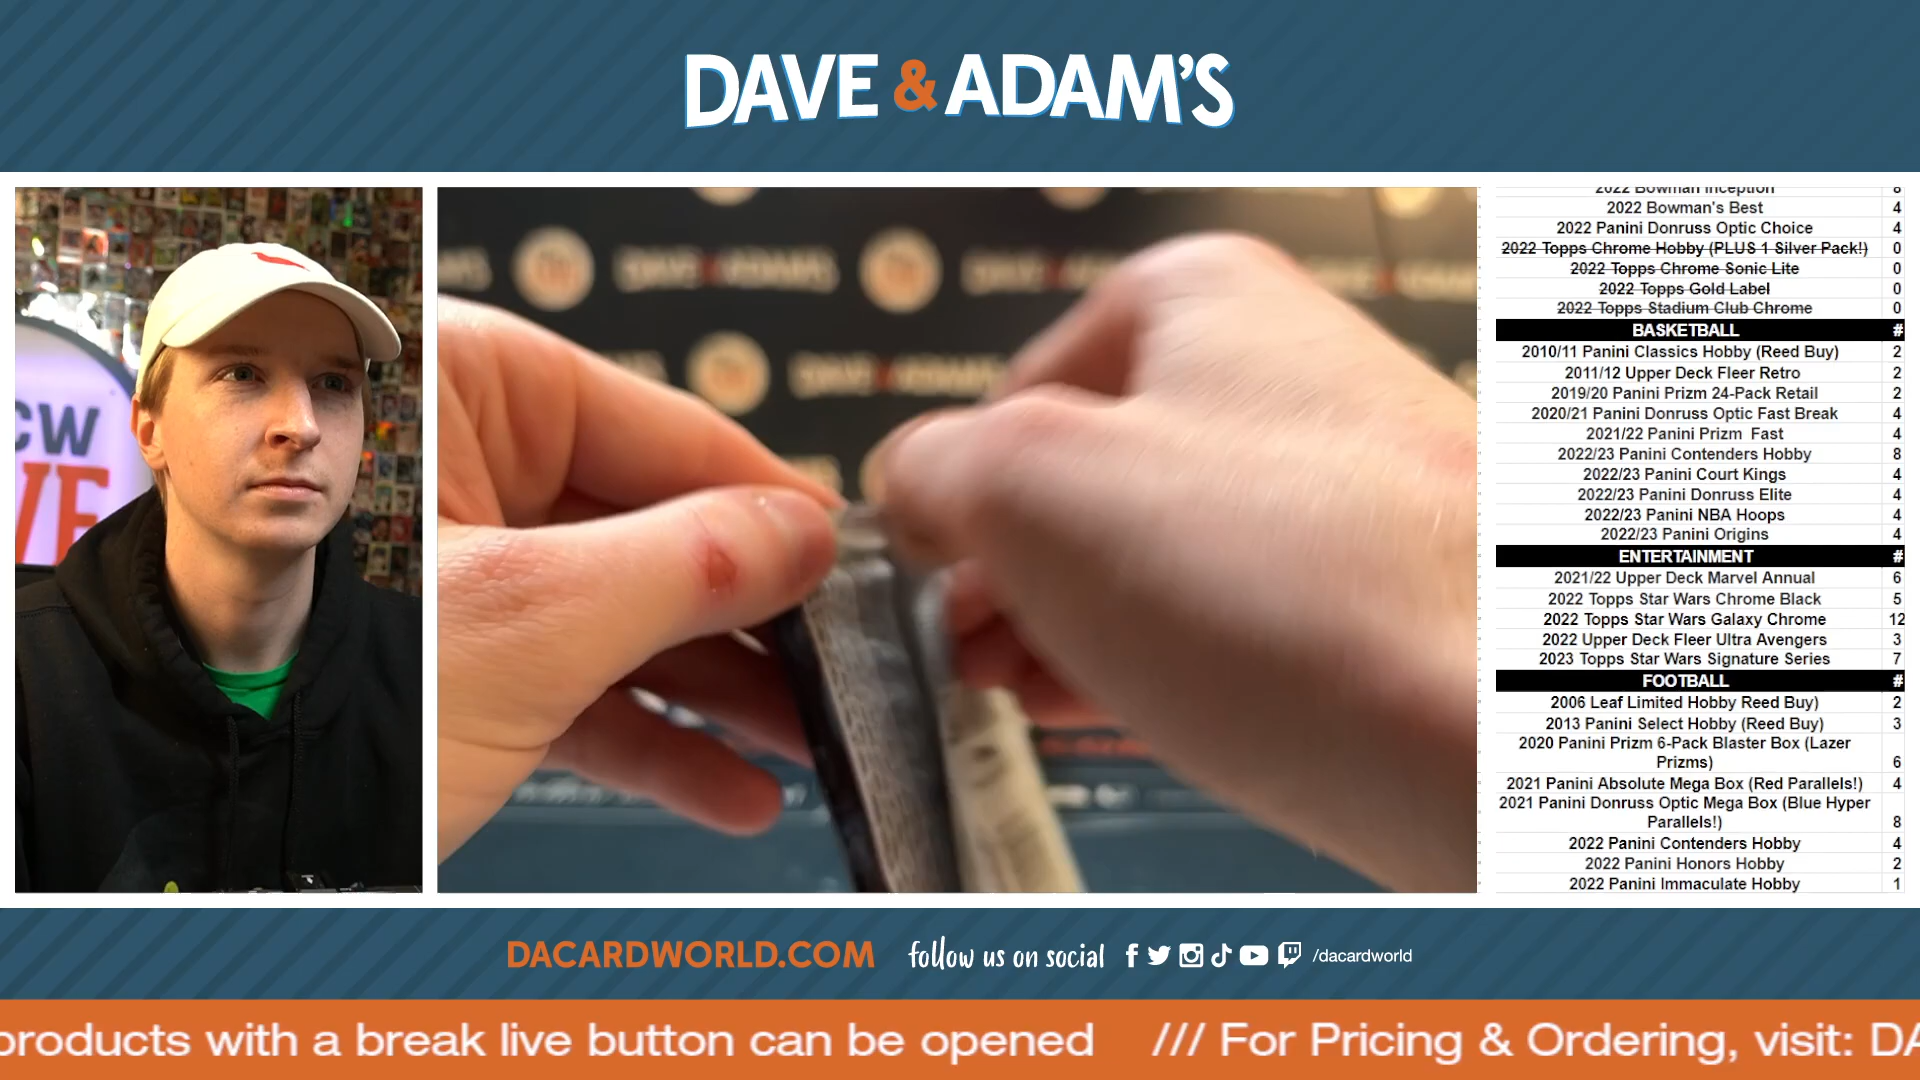 DAVE & ADAM'S
CW
VE
2022 Bowman Inception 8
2022 Bowman's Best 4
2022 Panini Donruss Optic Choice 4
2022 Topps Chrome Hobby (PLUS 1 Silver Pack!) 0
2022 Topps Chrome Sonic Lite 0
2022 Topps Gold Label 0
2022 Topps Stadium Club Chrome 0
BASKETBALL #
2010/11 Panini Classics Hobby (Reed Buy) 2
2011/12 Upper Deck Fleer Retro 2
2019/20 Panini Prizm 24-Pack Retail 2
2020/21 Panini Donruss Optic Fast Break 4
2021/22 Panini Prizm Fast 4
2022/23 Panini Contenders Hobby 8
2022/23 Panini Court Kings 4
2022/23 Panini Donruss Elite 4
2022/23 Panini NBA Hoops 4
2022/23 Panini Origins 4
ENTERTAINMENT #
2021/22 Upper Deck Marvel Annual 6
2022 Topps Star Wars Chrome Black 5
2022 Topps Star Wars Galaxy Chrome 12
2022 Upper Deck Fleer Ultra Avengers 3
2023 Topps Star Wars Signature Series 7
FOOTBALL #
2006 Leaf Limited Hobby Reed Buy) 2
2013 Panini Select Hobby (Reed Buy) 3
2020 Panini Prizm 6-Pack Blaster Box (Lazer
Prizms) 6
2021 Panini Absolute Mega Box (Red Parallels!) 4
2021 Panini Donruss Optic Mega Box (Blue Hyper
Parallels!) 8
2022 Panini Contenders Hobby 4
2022 Panini Honors Hobby 2
2022 Panini Immaculate Hobby 1
DACARDWORLD.COM follow us on social /dacardworld
products with a break live button can be opened /// For Pricing & Ordering, visit: DA